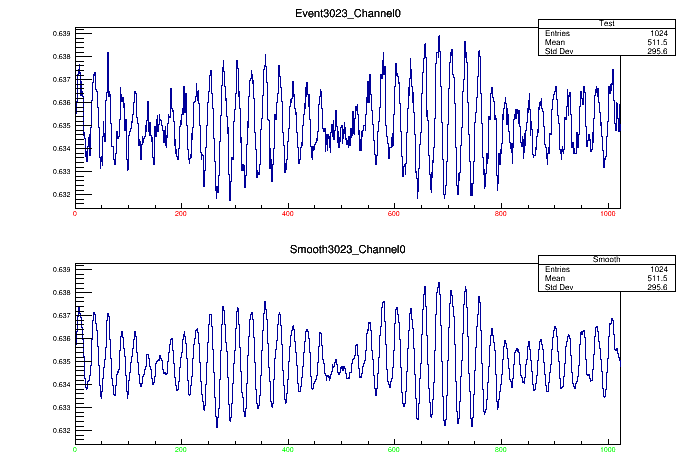 Event3023_Channel0
Test
Entries 1024
Mean 511.5
Std Dev 295.6
0.639
0.638
0.637
0.636
0.635
0.634
0.633
0.632
0 200 400 600 800 1000
Smooth3023_Channel0
Smooth
Entries 1024
Mean 511.5
Std Dev 295.6
0.639
0.638
0.637
0.636
0.635
0.634
0.633
0.632
0 200 400 600 800 1000